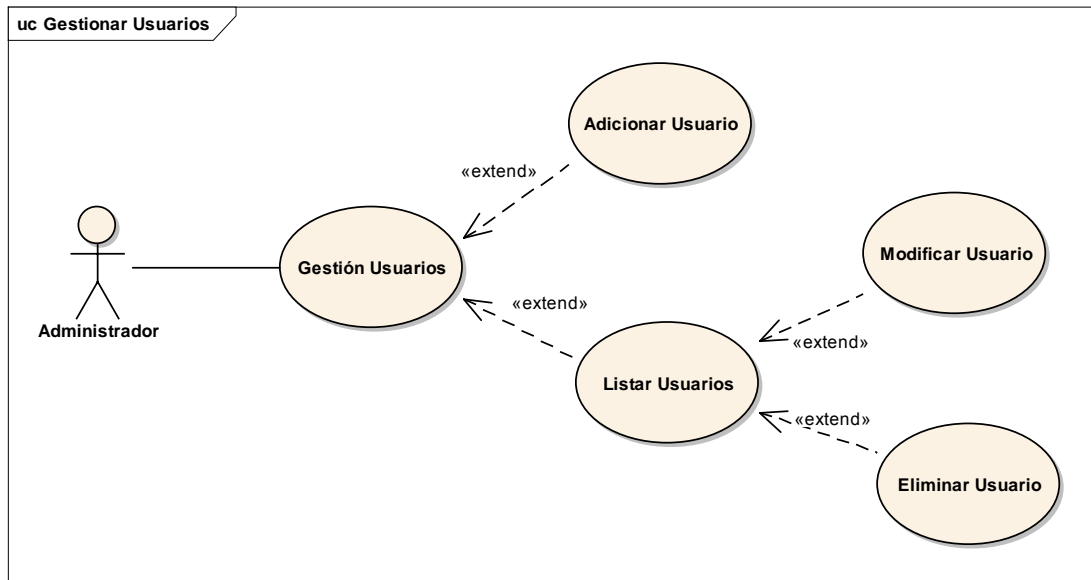 uc Gestionar Usuarios
Adicionar Usuario
«extend»
Modificar Usuario
Gestión Usuarios
«extend»
Administrador
«extend»
Listar Usuarios
«extend»
Eliminar Usuario